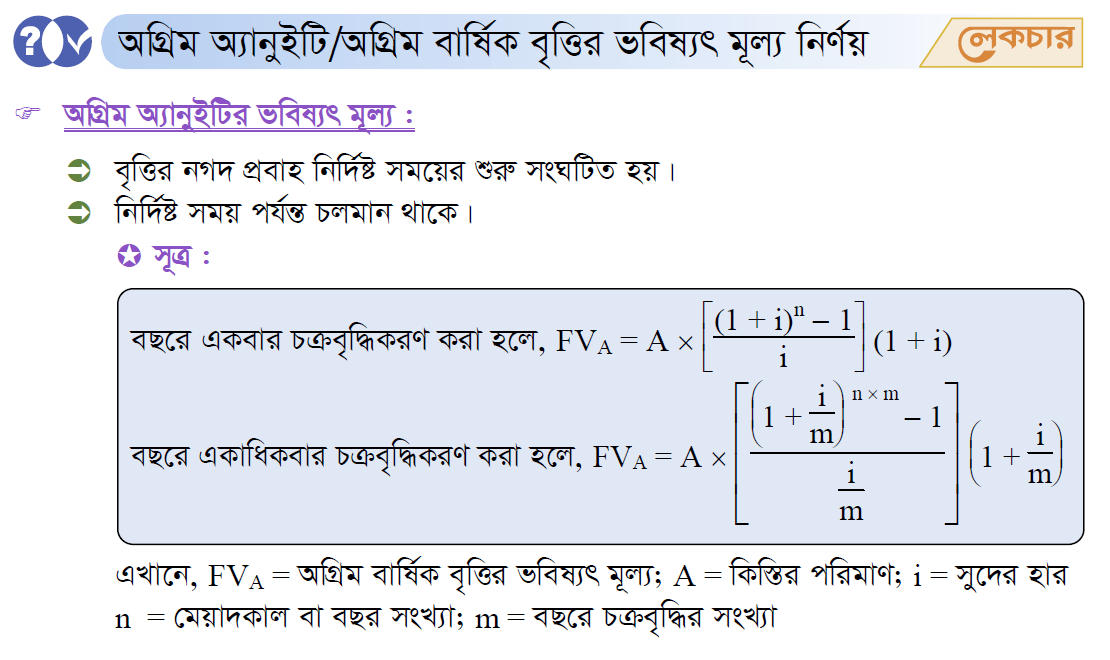 অগ্রিম অ্যানুইটি/অগ্রিম বার্ষিক বৃত্তির ভবিষ্যৎ মূল্য নির্ণয়
লেকচার
অগ্রিম অ্যানুইটির ভবিষ্যৎ মূল্য :
বৃত্তির নগদ প্রবাহ নির্দিষ্ট সময়ের শুরু সংঘটিত হয়।
নির্দিষ্ট সময় পর্যন্ত চলমান থাকে।
সূত্র :
বছরে একবার চক্রবৃদ্ধিকরণ করা হলে, FV_A = A × [((1 + i)^n – 1)/i] (1 + i)
বছরে একাধিকবার চক্রবৃদ্ধিকরণ করা হলে, FV_A = A × [((1 + i/m)^(n × m) – 1)/(i/m)] (1 + i/m)
এখানে, FV_A = অগ্রিম বার্ষিক বৃত্তির ভবিষ্যৎ মূল্য; A = কিস্তির পরিমাণ; i = সুদের হার
n = মেয়াদকাল বা বছর সংখ্যা; m = বছরে চক্রবৃদ্ধির সংখ্যা